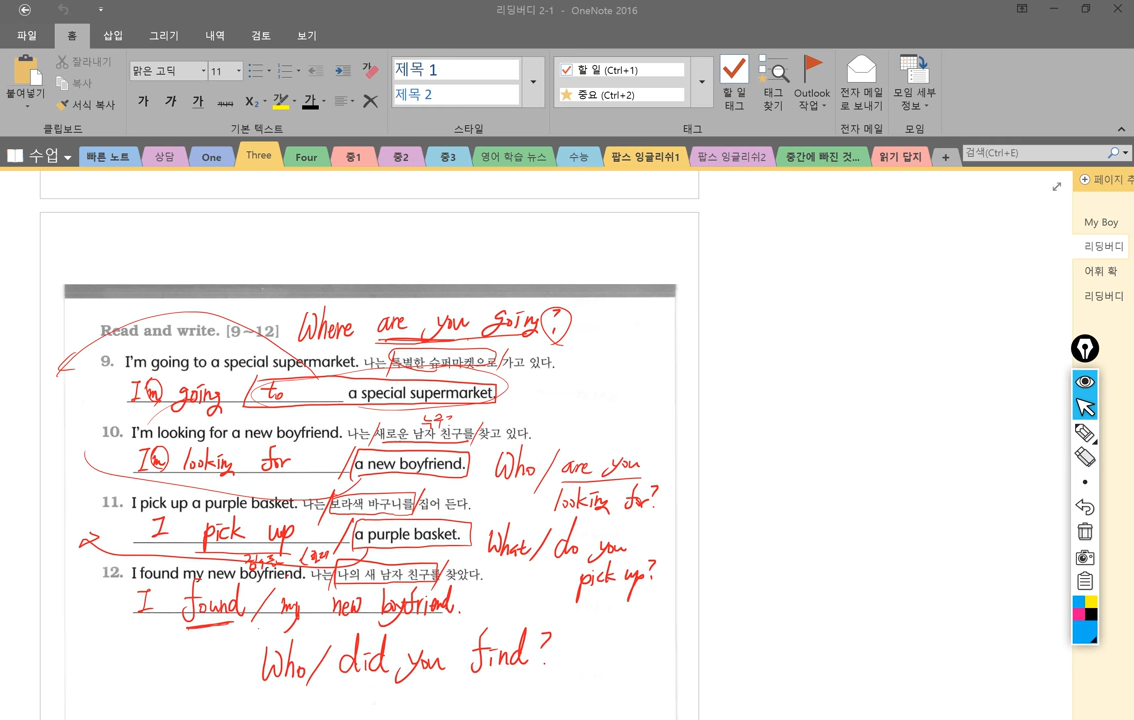 리딩버디 2-1 - OneNote 2016
파일 홈 삽입 그리기 내역 검토 보기
붙여넣기
잘라내기
복사
서식 복사
클립보드
맑은 고딕 11
가 가 가 가나다 X₂ 가 가
기본 텍스트
제목 1
제목 2
스타일
할 일 (Ctrl+1)
중요 (Ctrl+2)
할 일 태그
태그 찾기
Outlook 작업
태그
전자 메일로 보내기
전자 메일
모임 세부 정보
모임
수업 빠른 노트 상담 One Three Four 중1 중2 중3 영어 학습 뉴스 수능 팝스 잉글리쉬1 팝스 잉글리쉬2 중간에 빠진 것... 읽기 답지 + 검색(Ctrl+E)
페이지 추
My Boy
리딩버디
어휘 확
리딩버디
Read and write. [9~12] Where are you going?
9. I'm going to a special supermarket. 나는 특별한 슈퍼마켓으로 가고 있다.
I'm going / to a special supermarket.
10. I'm looking for a new boyfriend. 나는 새로운 남자 친구를 찾고 있다.
I'm looking for / a new boyfriend. Who / are you
looking for?
11. I pick up a purple basket. 나는 보라색 바구니를 집어 든다.
I pick up / a purple basket. What / do you
pick up?
12. I found my new boyfriend. 나는 나의 새 남자 친구를 찾았다.
I found / my new boyfriend.
Who / did you find?